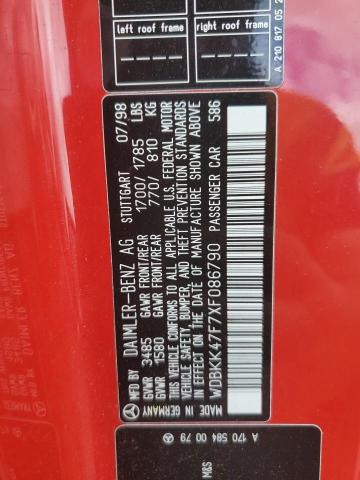 left roof frame
right roof frame
A 210 817 05 2
MFD BY DAIMLER-BENZ AG STUTTGART 07/98
GVWR 3485 GAWR FRONT/REAR 1700/1785 LBS
GVWR 1580 GAWR FRONT/REAR 770/ 810 KG
THIS VEHICLE CONFORMS TO ALL APPLICABLE U.S. FEDERAL MOTOR
VEHICLE SAFETY, BUMPER, AND THEFT PREVENTION STANDARDS
IN EFFECT ON THE DATE OF MANUFACTURE SHOWN ABOVE
MADE IN GERMANY
WDBKK47F7XF086790 PASSENGER CAR 586
A 170 584 00 79
M&S